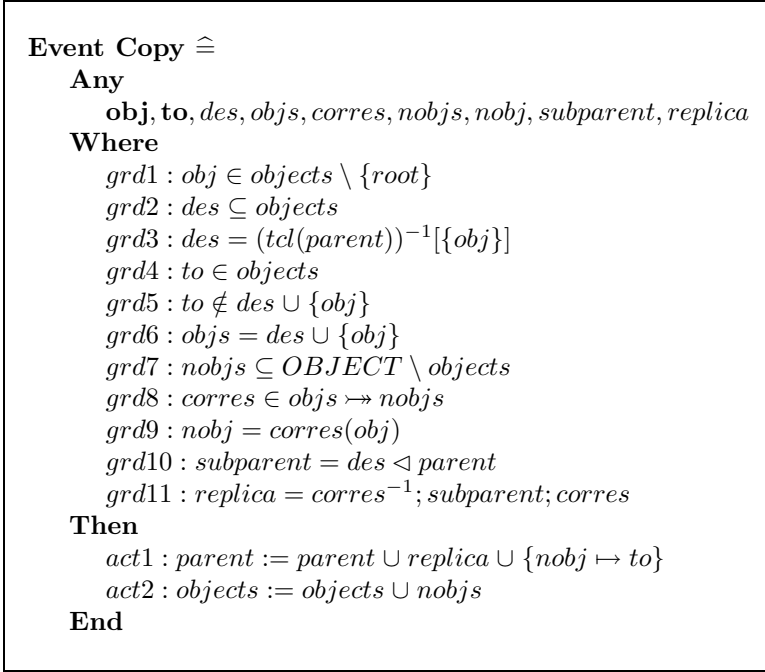 Event Copy ≙
Any
obj, to, des, objs, corres, nobjs, nobj, subparent, replica
Where
grd1 : obj ∈ objects \ {root}
grd2 : des ⊆ objects
grd3 : des = (tcl(parent))⁻¹[{obj}]
grd4 : to ∈ objects
grd5 : to ∉ des ∪ {obj}
grd6 : objs = des ∪ {obj}
grd7 : nobjs ⊆ OBJECT \ objects
grd8 : corres ∈ objs ⤖ nobjs
grd9 : nobj = corres(obj)
grd10 : subparent = des ◁ parent
grd11 : replica = corres⁻¹; subparent; corres
Then
act1 : parent := parent ∪ replica ∪ {nobj ↦ to}
act2 : objects := objects ∪ nobjs
End